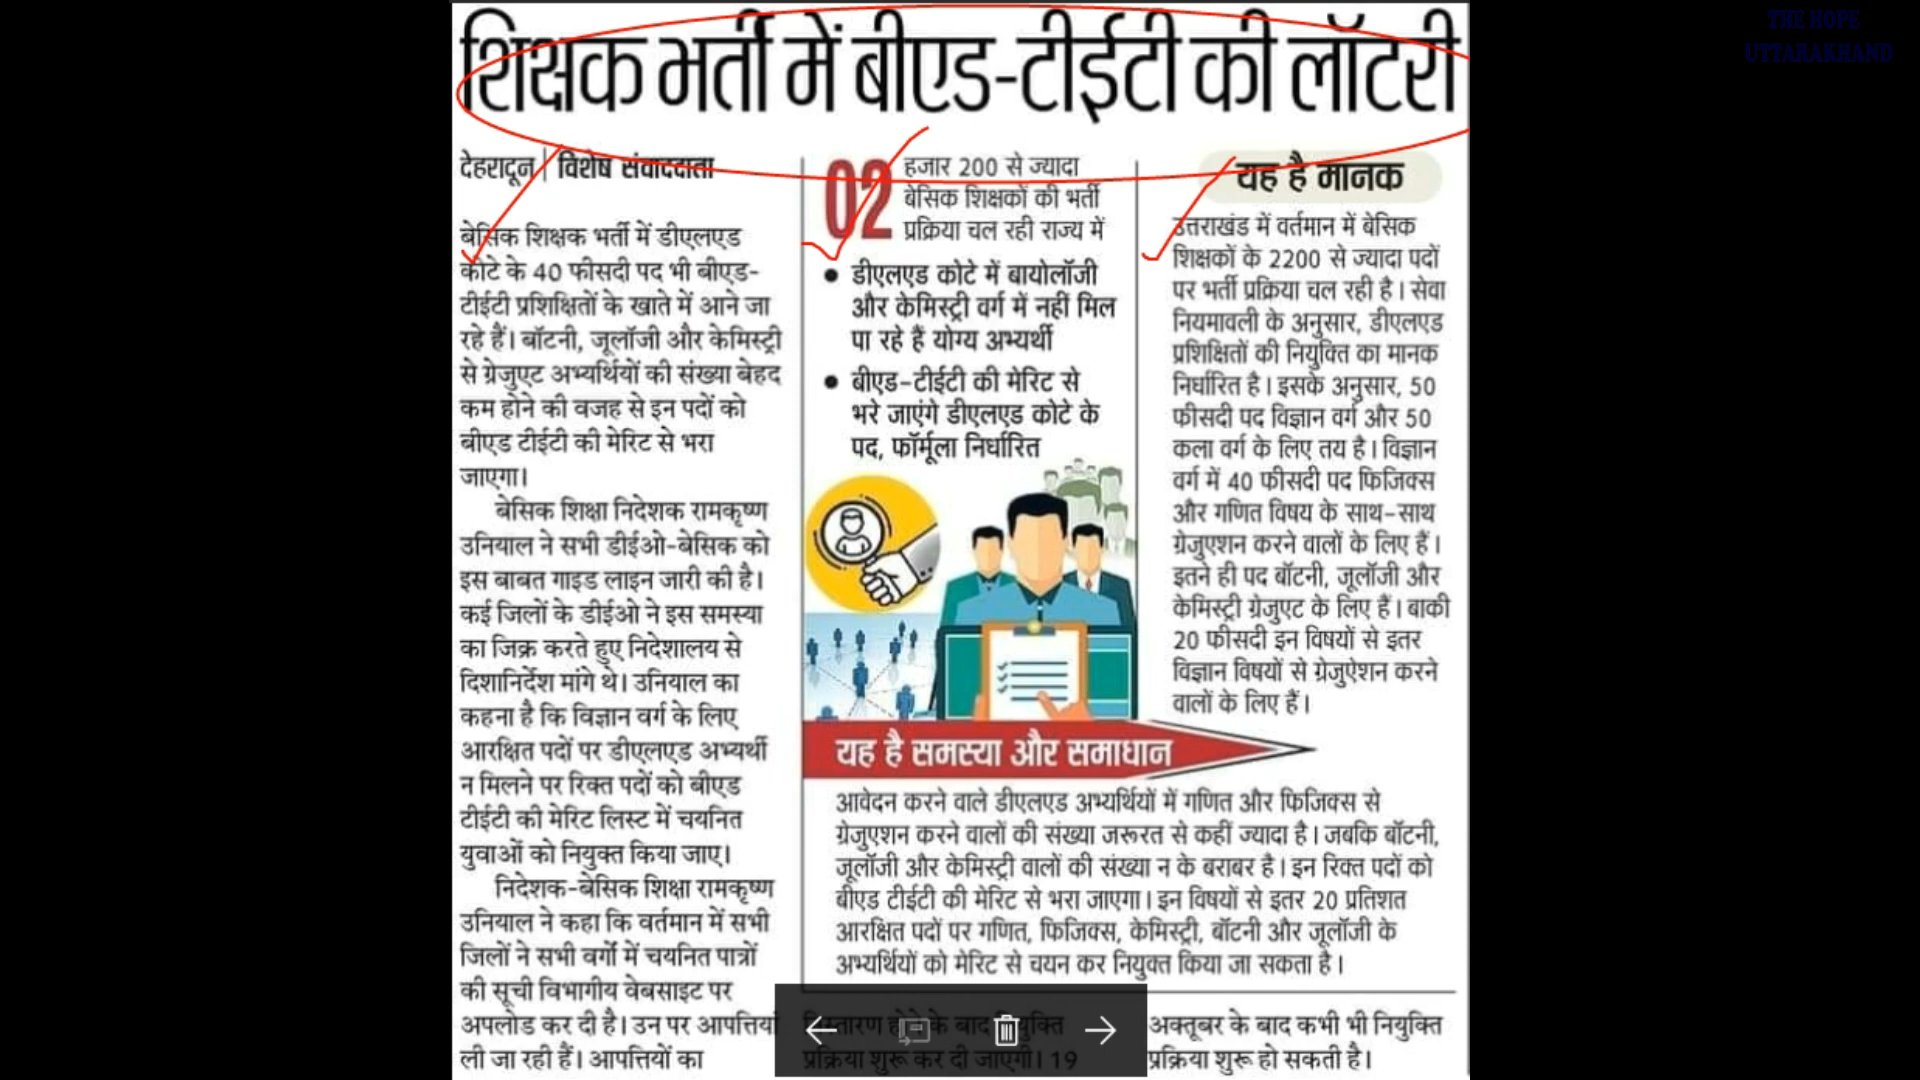 THE HOPE
UTTARAKHAND
शिक्षक भर्ती में बीएड-टीईटी की लॉटरी
देहरादून | विशेष संवाददाता
बेसिक शिक्षक भर्ती में डीएलएड
कोटे के 40 फीसदी पद भी बीएड-
टीईटी प्रशिक्षितों के खाते में आने जा
रहे हैं। बॉटनी, जूलॉजी और केमिस्ट्री
से ग्रेजुएट अभ्यर्थियों की संख्या बेहद
कम होने की वजह से इन पदों को
बीएड टीईटी की मेरिट से भरा
जाएगा।
बेसिक शिक्षा निदेशक रामकृष्ण
उनियाल ने सभी डीईओ-बेसिक को
इस बाबत गाइड लाइन जारी की है।
कई जिलों के डीईओ ने इस समस्या
का जिक्र करते हुए निदेशालय से
दिशानिर्देश मांगे थे। उनियाल का
कहना है कि विज्ञान वर्ग के लिए
आरक्षित पदों पर डीएलएड अभ्यर्थी
न मिलने पर रिक्त पदों को बीएड
टीईटी की मेरिट लिस्ट में चयनित
युवाओं को नियुक्त किया जाए।
निदेशक-बेसिक शिक्षा रामकृष्ण
उनियाल ने कहा कि वर्तमान में सभी
जिलों ने सभी वर्गों में चयनित पात्रों
की सूची विभागीय वेबसाइट पर
अपलोड कर दी है। उन पर आपत्तियां
ली जा रही हैं। आपत्तियों का
02 हजार 200 से ज्यादा
बेसिक शिक्षकों की भर्ती
प्रक्रिया चल रही राज्य में
● डीएलएड कोटे में बायोलॉजी
और केमिस्ट्री वर्ग में नहीं मिल
पा रहे हैं योग्य अभ्यर्थी
● बीएड-टीईटी की मेरिट से
भरे जाएंगे डीएलएड कोटे के
पद, फॉर्मूला निर्धारित
यह है मानक
उत्तराखंड में वर्तमान में बेसिक
शिक्षकों के 2200 से ज्यादा पदों
पर भर्ती प्रक्रिया चल रही है। सेवा
नियमावली के अनुसार, डीएलएड
प्रशिक्षितों की नियुक्ति का मानक
निर्धारित है। इसके अनुसार, 50
फीसदी पद विज्ञान वर्ग और 50
कला वर्ग के लिए तय है। विज्ञान
वर्ग में 40 फीसदी पद फिजिक्स
और गणित विषय के साथ-साथ
ग्रेजुएशन करने वालों के लिए हैं।
इतने ही पद बॉटनी, जूलॉजी और
केमिस्ट्री ग्रेजुएट के लिए हैं। बाकी
20 फीसदी इन विषयों से इतर
विज्ञान विषयों से ग्रेजुऐशन करने
वालों के लिए हैं।
यह है समस्या और समाधान
आवेदन करने वाले डीएलएड अभ्यर्थियों में गणित और फिजिक्स से
ग्रेजुएशन करने वालों की संख्या जरूरत से कहीं ज्यादा है। जबकि बॉटनी,
जूलॉजी और केमिस्ट्री वालों की संख्या न के बराबर है। इन रिक्त पदों को
बीएड टीईटी की मेरिट से भरा जाएगा। इन विषयों से इतर 20 प्रतिशत
आरक्षित पदों पर गणित, फिजिक्स, केमिस्ट्री, बॉटनी और जूलॉजी के
अभ्यर्थियों को मेरिट से चयन कर नियुक्त किया जा सकता है।
के बाद
प्रक्रिया शुरू कर दी जाएगी। 19
अक्तूबर के बाद कभी भी नियुक्ति
प्रक्रिया शुरू हो सकती है।